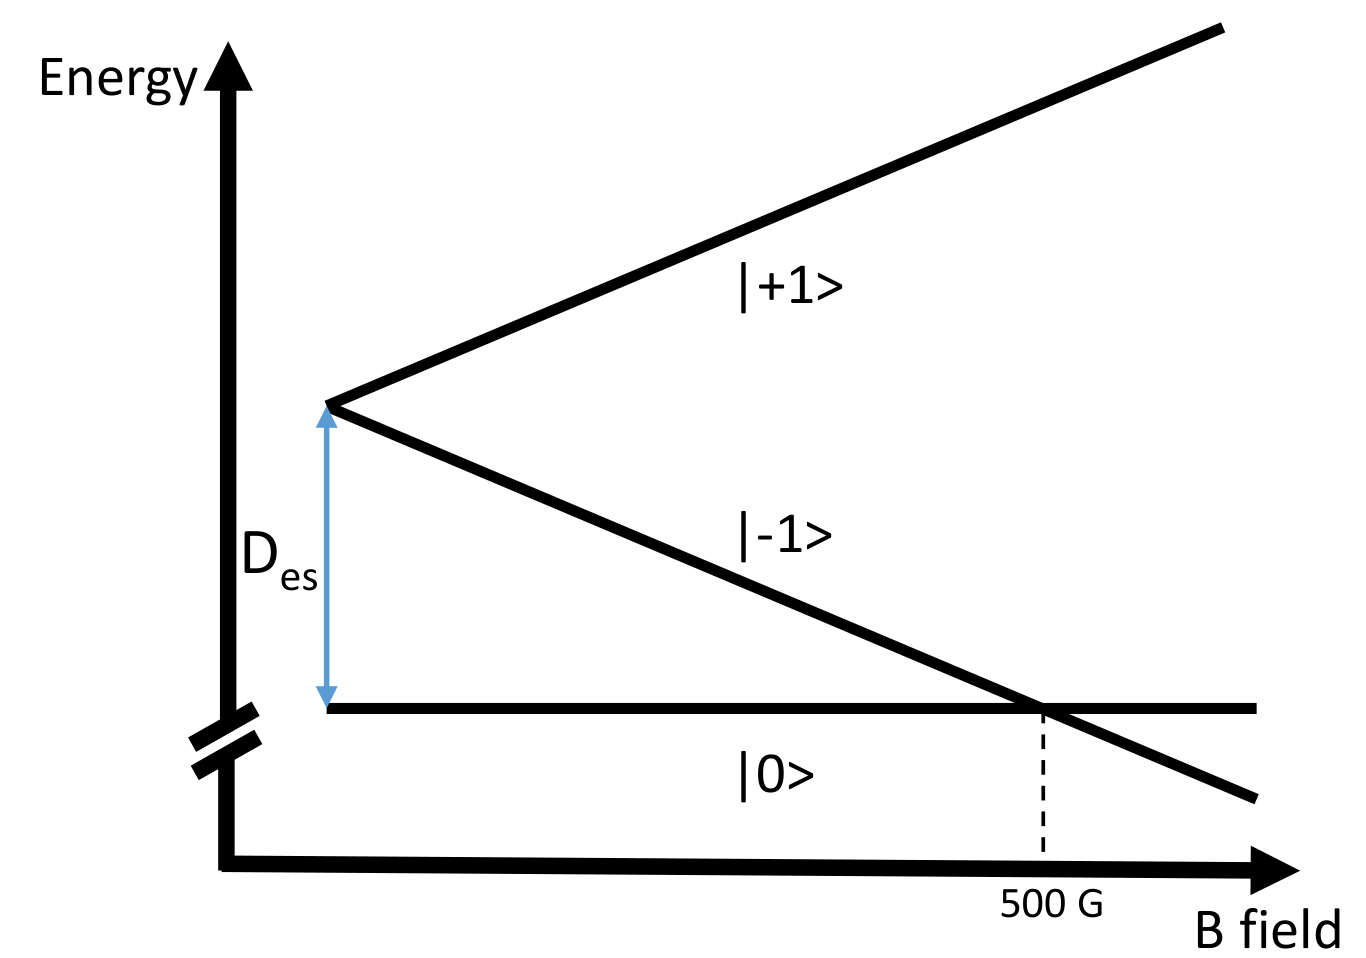 Energy
|+1>
|-1>
Des
|0>
500 G
B field